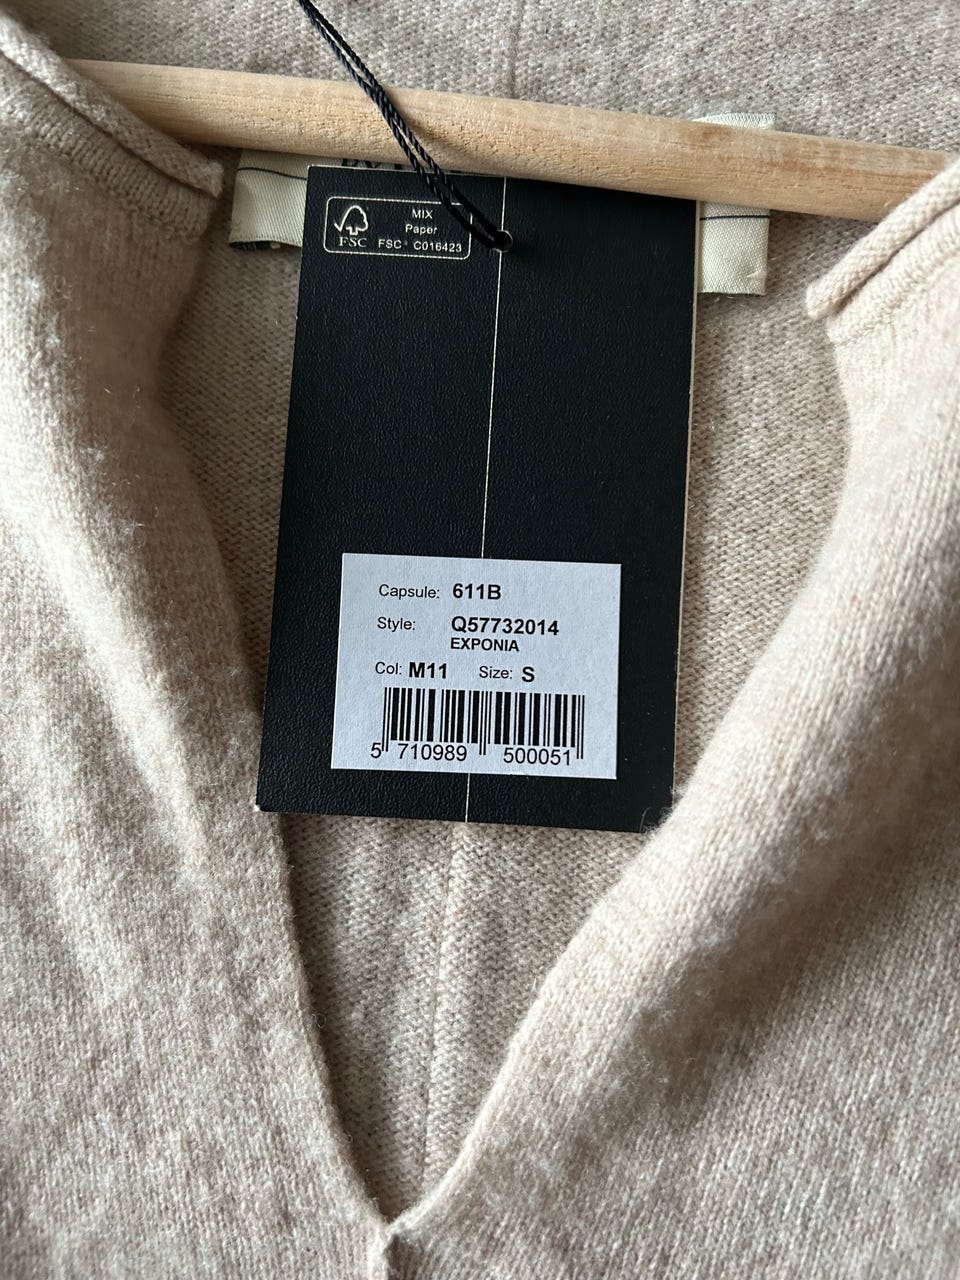 MIX
Paper
FSC
FSC® C016423
Capsule: 611B
Style: Q57732014
EXPONIA
Col: M11 Size: S
5 710989 500051